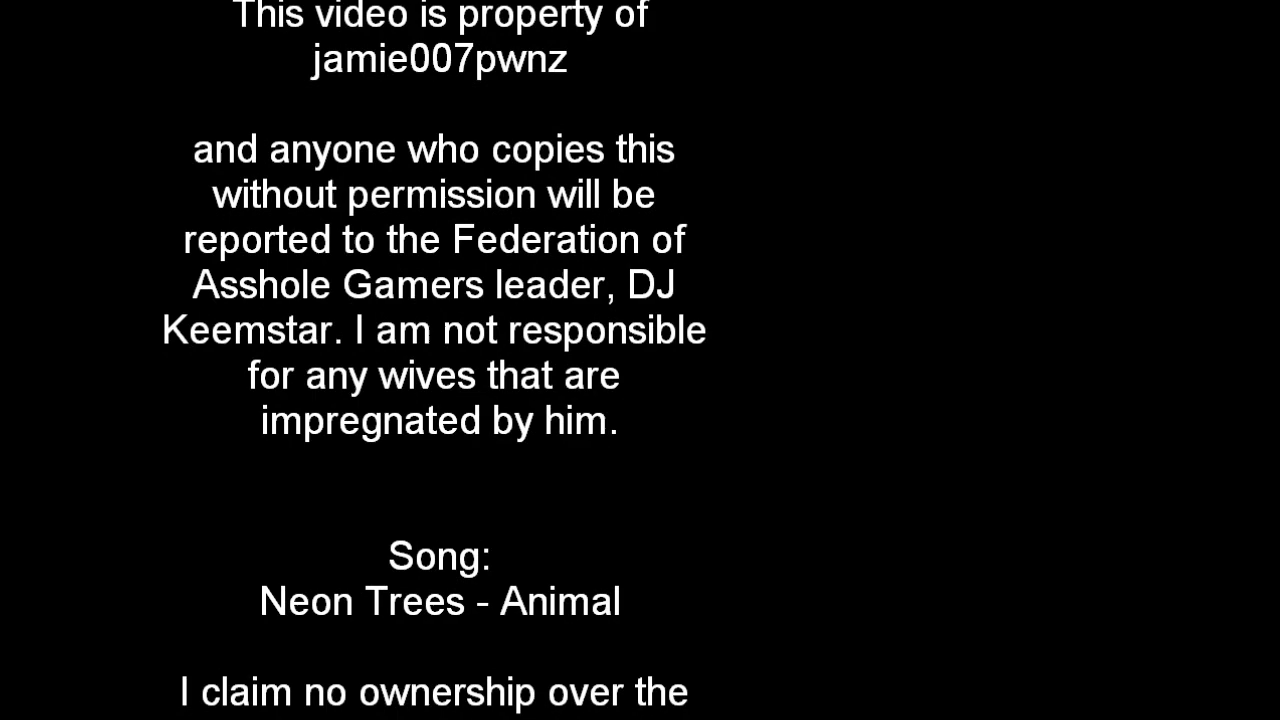 This video is property of
jamie007pwnz
and anyone who copies this
without permission will be
reported to the Federation of
Asshole Gamers leader, DJ
Keemstar. I am not responsible
for any wives that are
impregnated by him.
Song:
Neon Trees - Animal
I claim no ownership over the